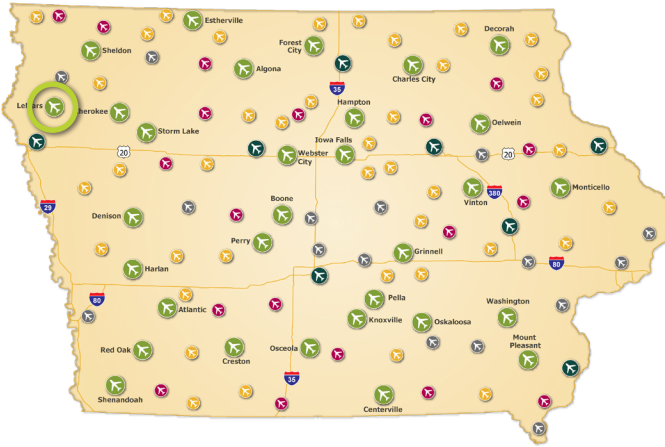 Estherville
Decorah
Sheldon
Forest
City
Algona
Charles City
35
LeMars
Cherokee
Hampton
Storm Lake
Oelwein
Iowa Falls
20
Webster
City
20
Monticello
380
Vinton
29
Denison
Boone
Perry
Grinnell
80
Harlan
80
Pella
Atlantic
Washington
Knoxville
Oskaloosa
Mount
Pleasant
Red Oak
Creston
Osceola
35
Shenandoah
Centerville